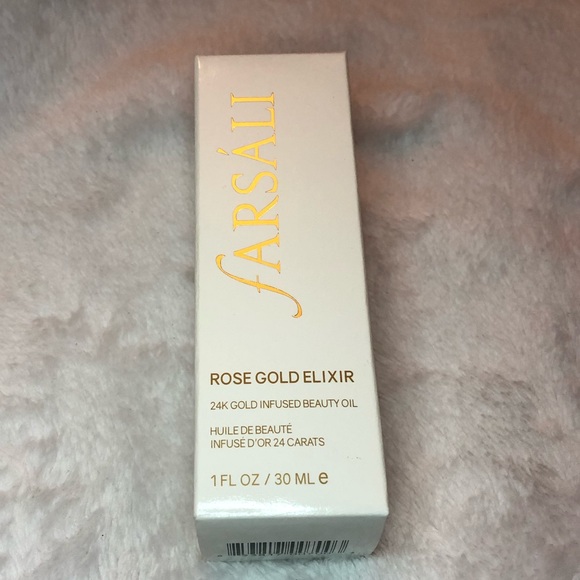 fARSÁLI
ROSE GOLD ELIXIR
24K GOLD INFUSED BEAUTY OIL
HUILE DE BEAUTÉ
INFUSÉ D'OR 24 CARATS
1 FL OZ / 30 ML ℮